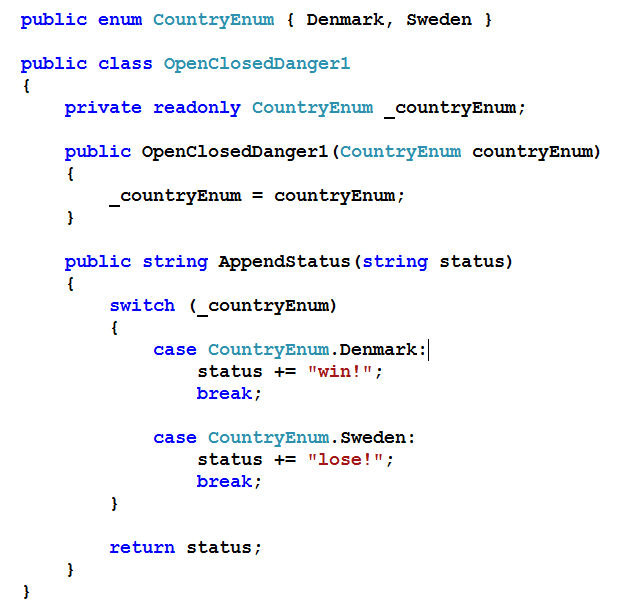 public enum CountryEnum { Denmark, Sweden }
public class OpenClosedDanger1
{
private readonly CountryEnum _countryEnum;
public OpenClosedDanger1(CountryEnum countryEnum)
{
_countryEnum = countryEnum;
}
public string AppendStatus(string status)
{
switch (_countryEnum)
{
case CountryEnum.Denmark:
status += "win!";
break;
case CountryEnum.Sweden:
status += "lose!";
break;
}
return status;
}
}